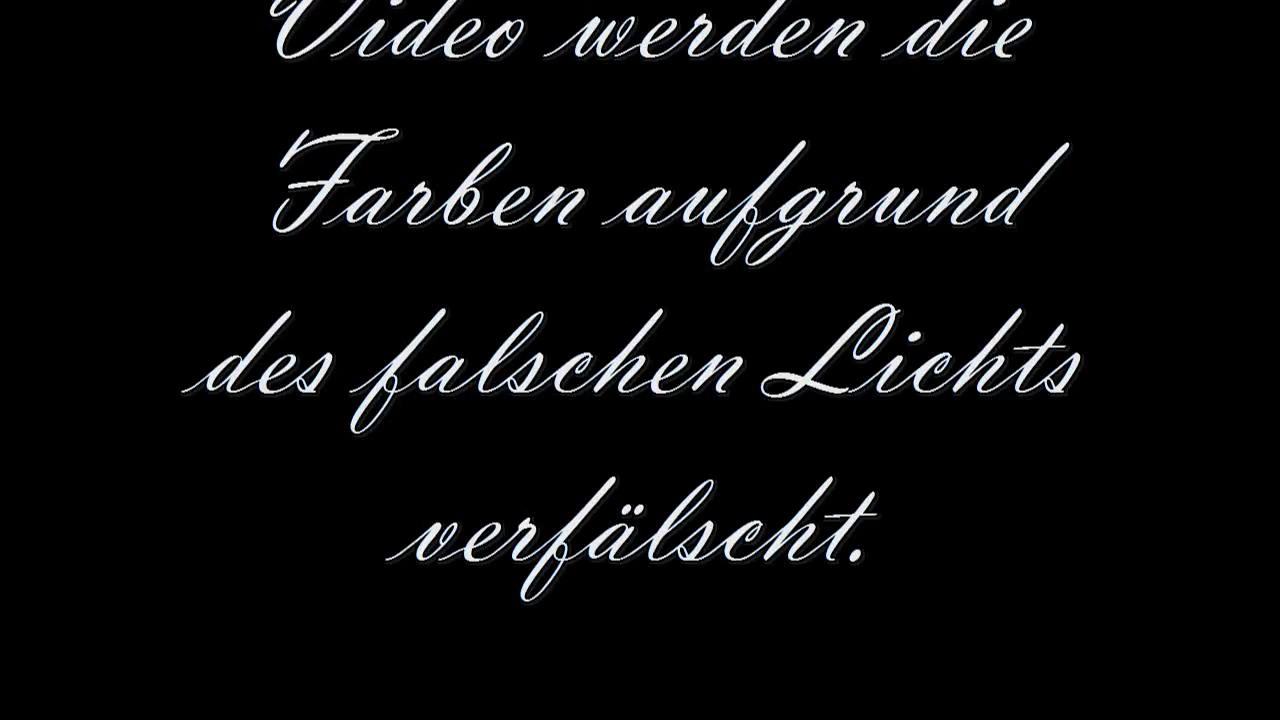 Video werden die
Farben aufgrund
des falschen Lichts
verfälscht.